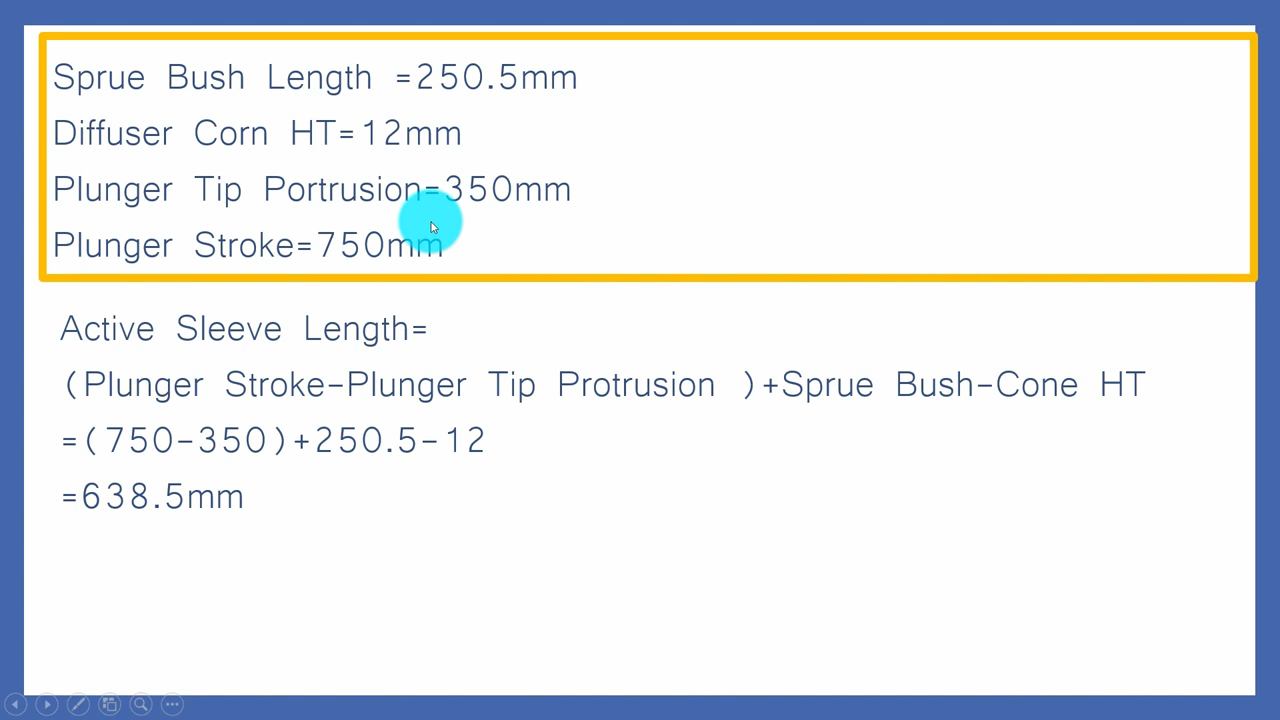 Sprue Bush Length =250.5mm
Diffuser Corn HT=12mm
Plunger Tip Portrusion=350mm
Plunger Stroke=750mm
Active Sleeve Length=
(Plunger Stroke-Plunger Tip Protrusion )+Sprue Bush-Cone HT
=(750-350)+250.5-12
=638.5mm